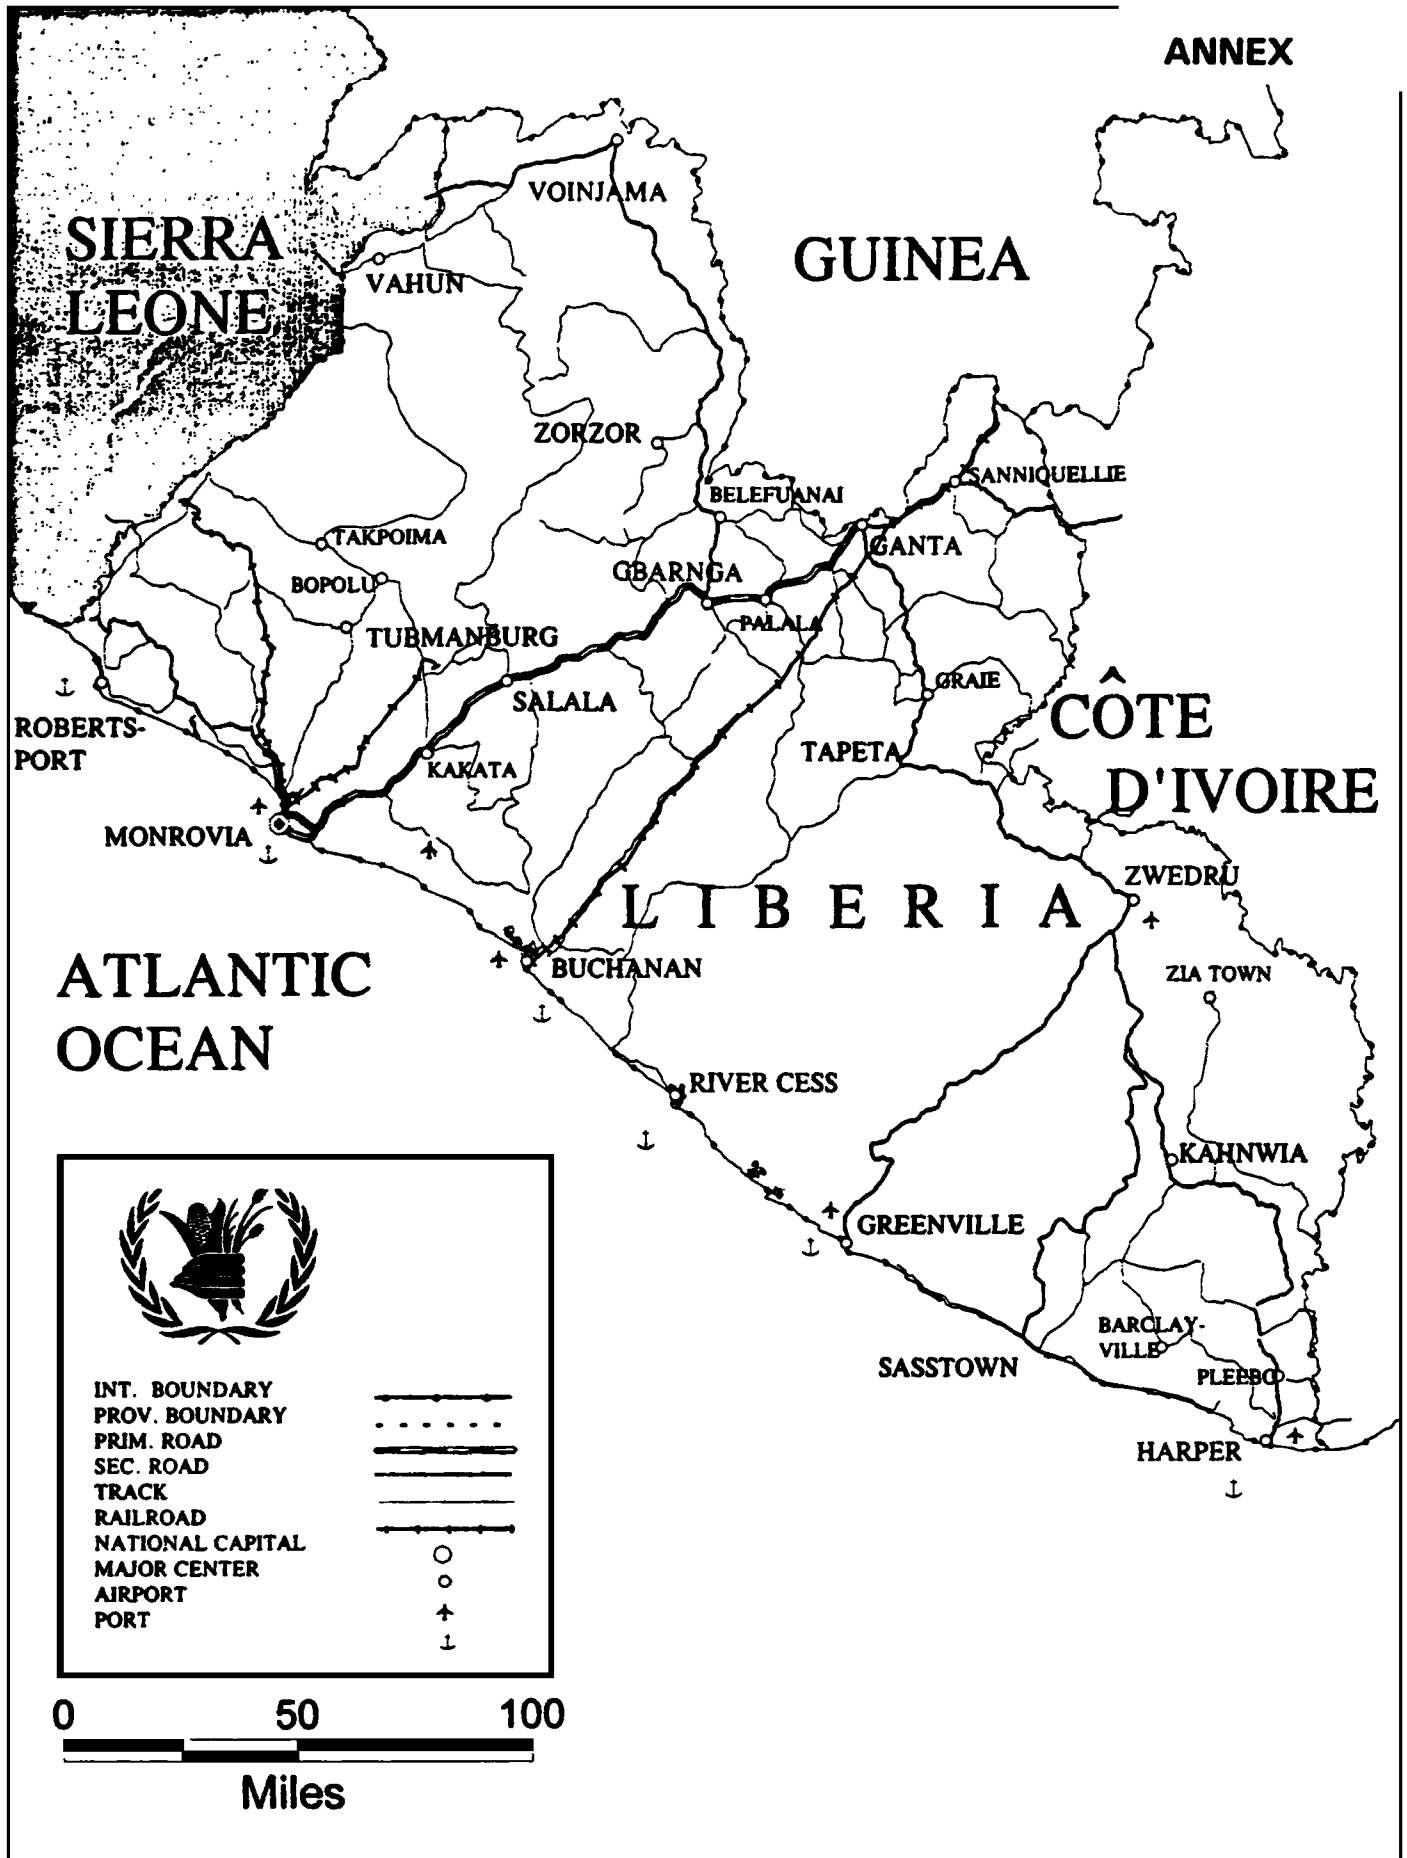 ANNEX
VOINJAMA
SIERRA
LEONE
GUINEA
VAHUN
ZORZOR
SANNIQUELLIE
BELEFUANAI
TAKPOIMA
GANTA
BOPOLU
GBARNGA
PALALA
TUBMANBURG
GRAIE
SALALA
CÔTE
D'IVOIRE
ROBERTS-
PORT
TAPETA
KAKATA
MONROVIA
ZWEDRU
LIBERIA
ATLANTIC
OCEAN
BUCHANAN
ZIA TOWN
RIVER CESS
KAHNWIA
GREENVILLE
BARCLAY-
VILLE
SASSTOWN
PLEEBO
HARPER
INT. BOUNDARY
PROV. BOUNDARY
PRIM. ROAD
SEC. ROAD
TRACK
RAILROAD
NATIONAL CAPITAL
MAJOR CENTER
AIRPORT
PORT
0 50 100
Miles